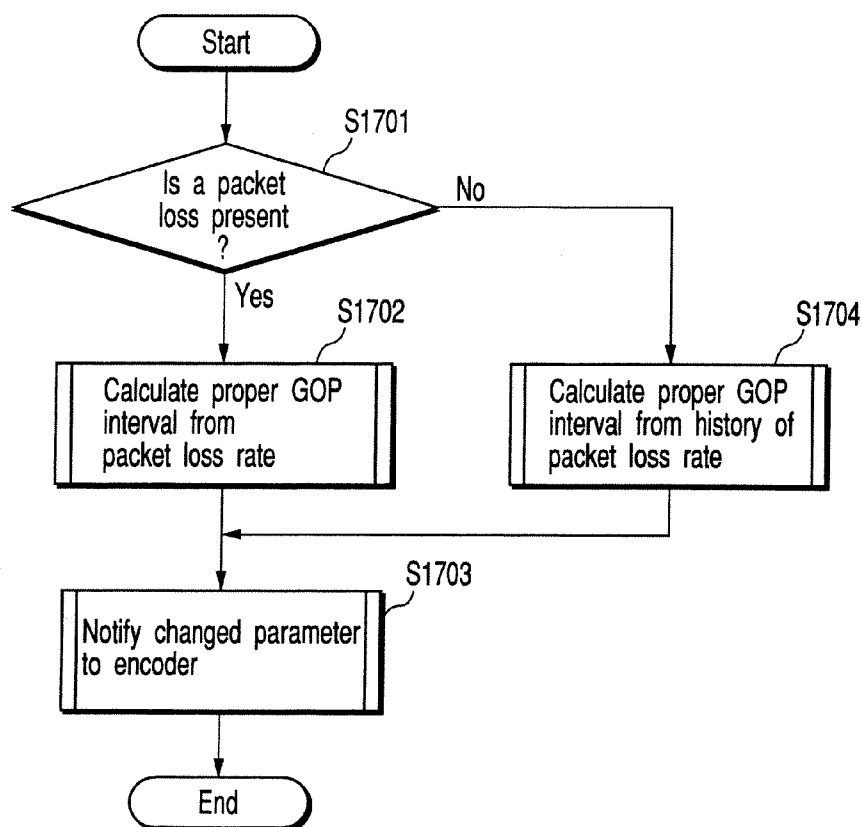 Start
S1701
Is a packet
loss present
?
No
Yes
S1702
Calculate proper GOP
interval from
packet loss rate
S1704
Calculate proper GOP
interval from history of
packet loss rate
S1703
Notify changed parameter
to encoder
End